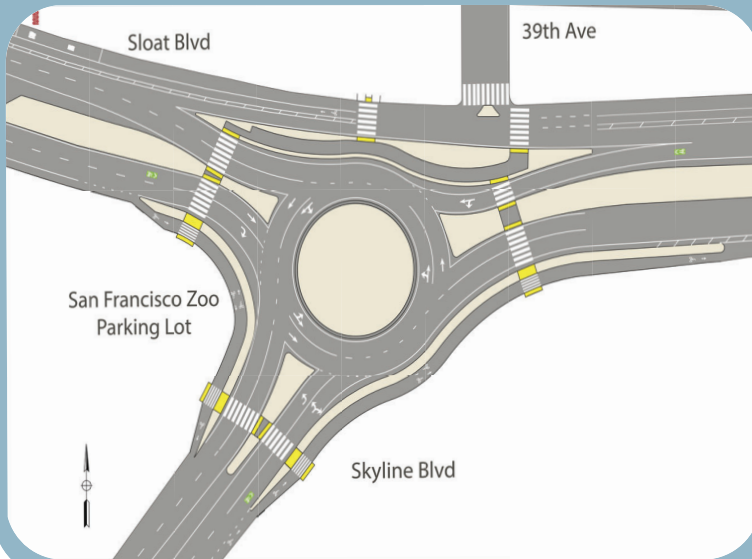 Sloat Blvd
39th Ave
San Francisco Zoo
Parking Lot
Skyline Blvd